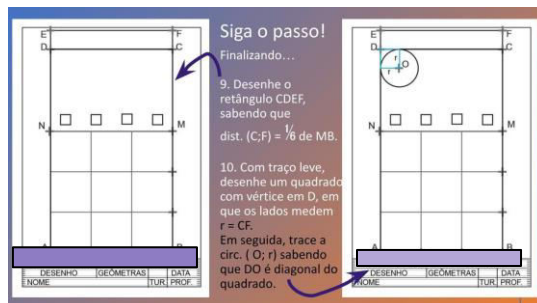 E F
D C
N M
A B
DESENHO GEÔMETRAS DATA
NOME TUR. PROF.
Siga o passo!
Finalizando...
9. Desenhe o
retângulo CDEF,
sabendo que
dist. (C;F) = ⅙ de MB.
10. Com traço leve,
desenhe um quadrado
com vértice em D, em
que os lados medem
r = CF.
Em seguida, trace a
circ. ( O; r) sabendo
que DO é diagonal do
quadrado.
E F
D C
r
O
r
N M
A B
DESENHO GEÔMETRAS DATA
NOME TUR. PROF.